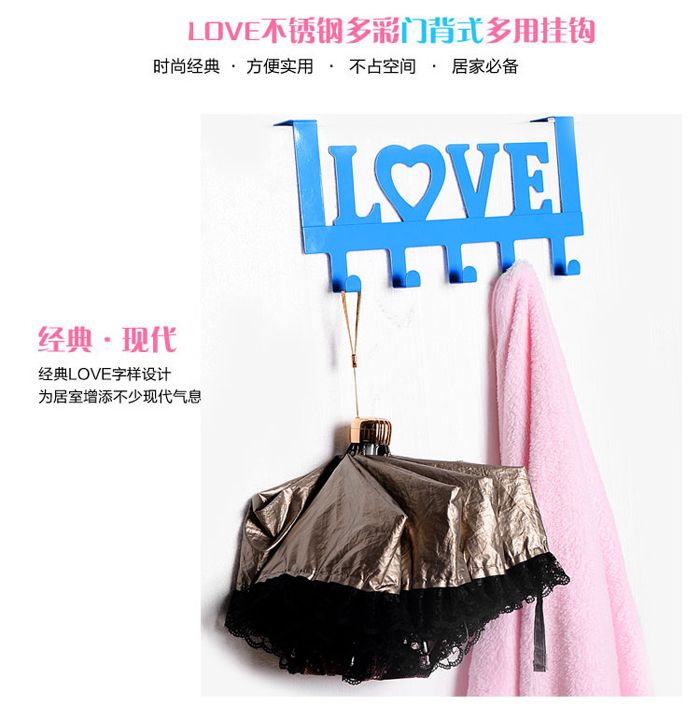 LOVE不锈钢多彩门背式多用挂钩
时尚经典 · 方便实用 · 不占空间 · 居家必备
LOVE
经典·现代
经典LOVE字样设计
为居室增添不少现代气息